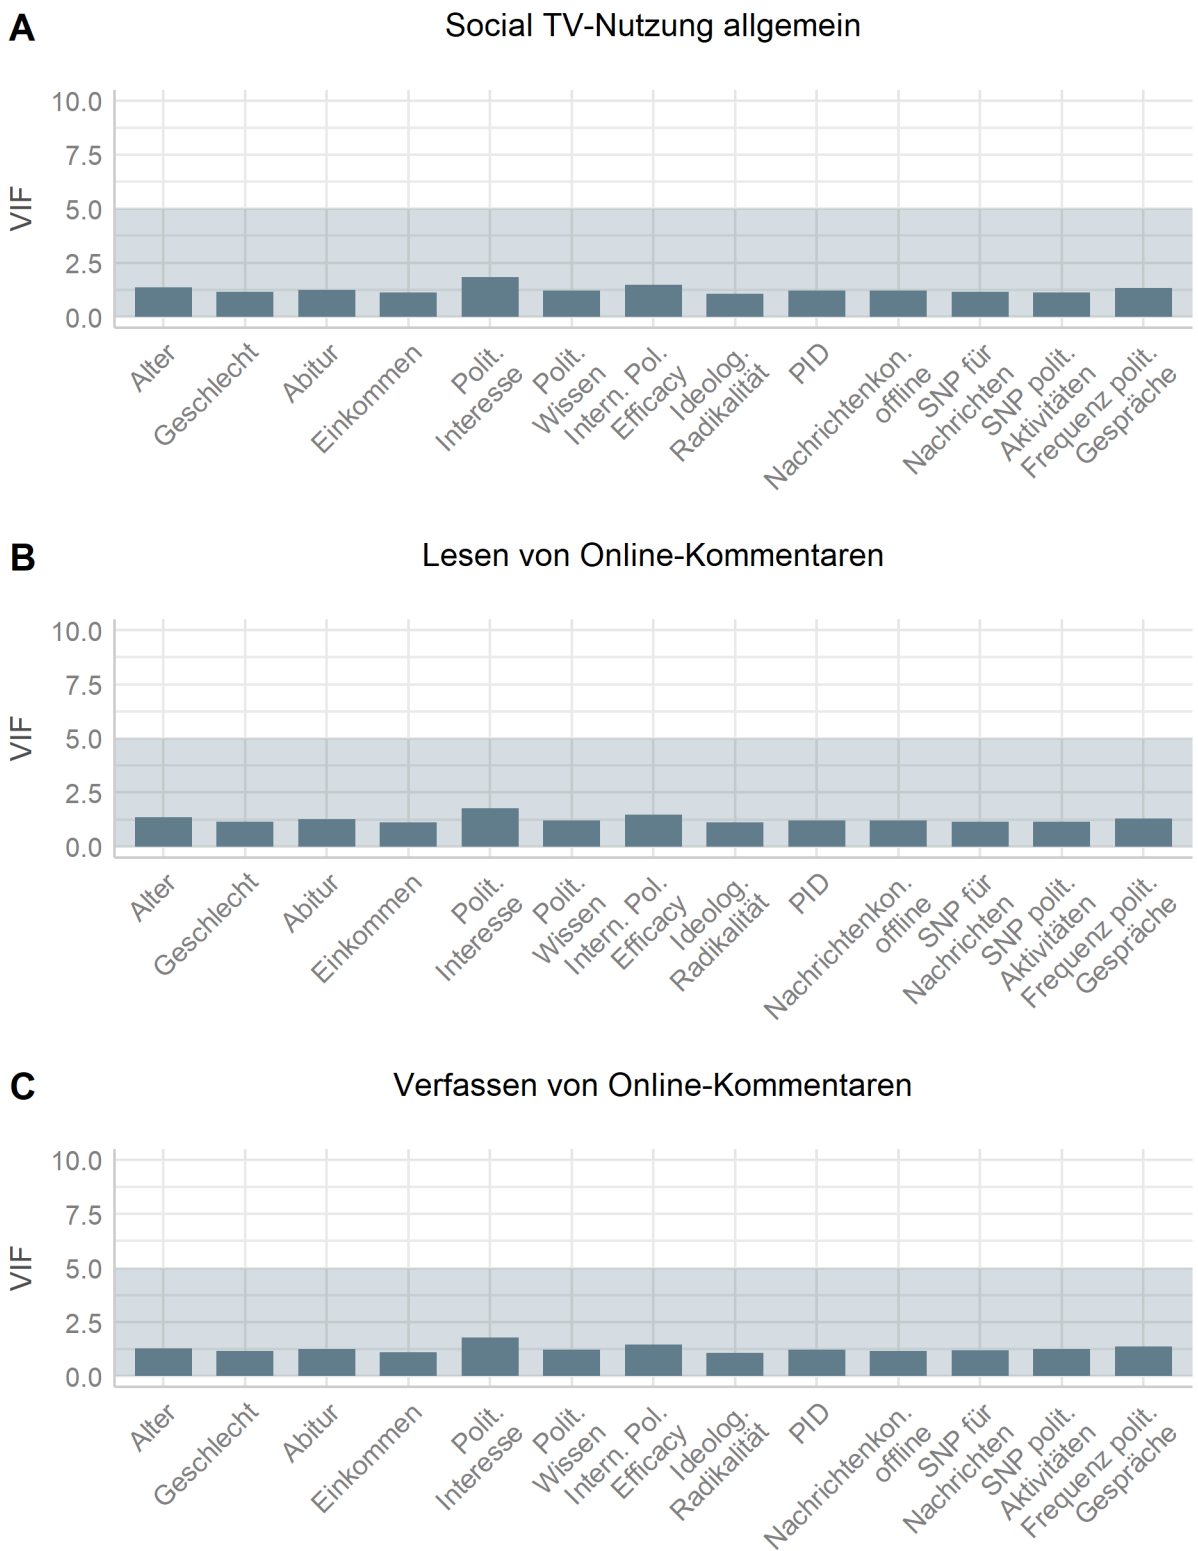 A
Social TV-Nutzung allgemein
VIF
10.0
7.5
5.0
2.5
0.0
Alter
Geschlecht
Abitur
Einkommen
Polit.
Interesse
Polit.
Wissen
Intern. Pol.
Efficacy
Ideolog.
Radikalität
PID
Nachrichtenkon.
offline
SNP für
Nachrichten
SNP polit.
Aktivitäten
Frequenz polit.
Gespräche
B
Lesen von Online-Kommentaren
VIF
10.0
7.5
5.0
2.5
0.0
Alter
Geschlecht
Abitur
Einkommen
Polit.
Interesse
Polit.
Wissen
Intern. Pol.
Efficacy
Ideolog.
Radikalität
PID
Nachrichtenkon.
offline
SNP für
Nachrichten
SNP polit.
Aktivitäten
Frequenz polit.
Gespräche
C
Verfassen von Online-Kommentaren
VIF
10.0
7.5
5.0
2.5
0.0
Alter
Geschlecht
Abitur
Einkommen
Polit.
Interesse
Polit.
Wissen
Intern. Pol.
Efficacy
Ideolog.
Radikalität
PID
Nachrichtenkon.
offline
SNP für
Nachrichten
SNP polit.
Aktivitäten
Frequenz polit.
Gespräche